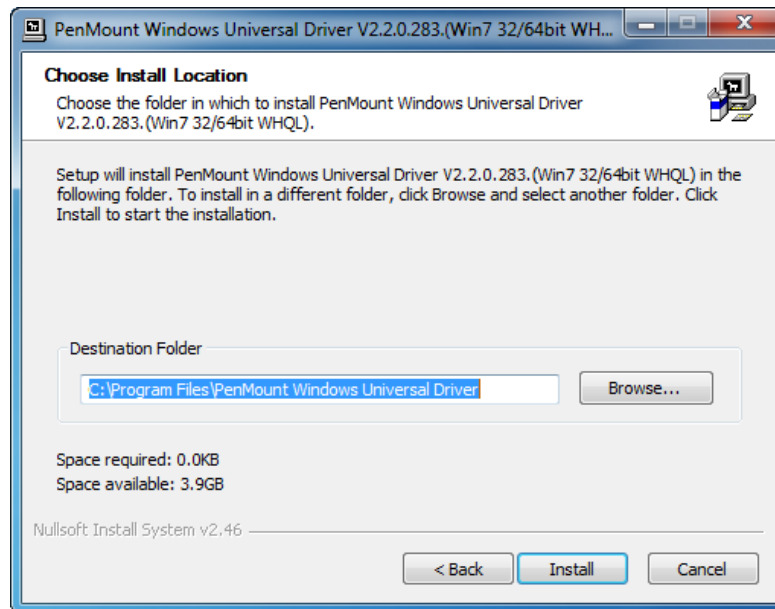 PenMount Windows Universal Driver V2.2.0.283.(Win7 32/64bit WH...
Choose Install Location
Choose the folder in which to install PenMount Windows Universal Driver
V2.2.0.283.(Win7 32/64bit WHQL).
Setup will install PenMount Windows Universal Driver V2.2.0.283.(Win7 32/64bit WHQL) in the
following folder. To install in a different folder, click Browse and select another folder. Click
Install to start the installation.
Destination Folder
C:\Program Files\PenMount Windows Universal Driver
Browse...
Space required: 0.0KB
Space available: 3.9GB
Nullsoft Install System v2.46
< Back
Install
Cancel